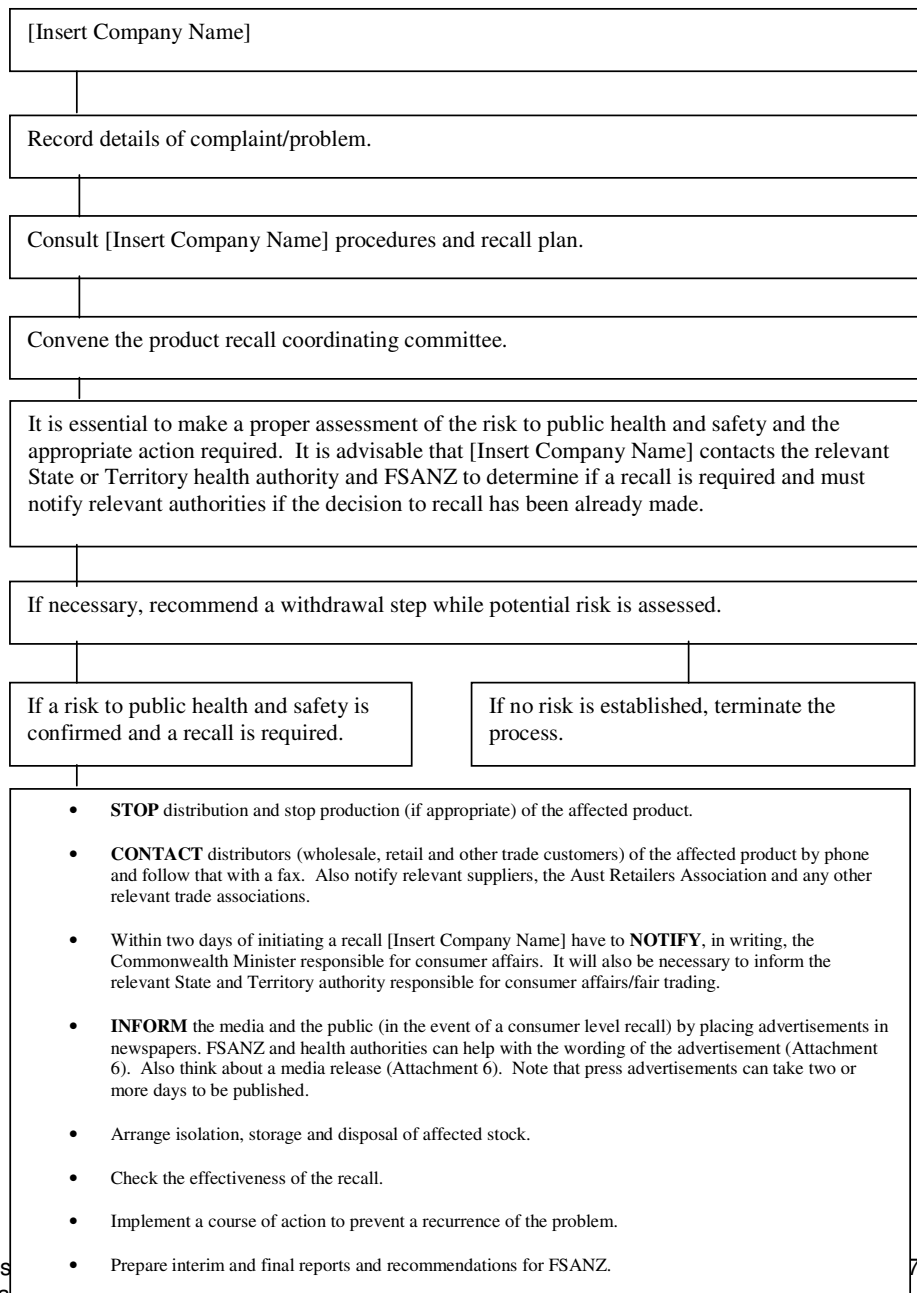 [Insert Company Name]
Record details of complaint/problem.
Consult [Insert Company Name] procedures and recall plan.
Convene the product recall coordinating committee.
It is essential to make a proper assessment of the risk to public health and safety and the
appropriate action required.  It is advisable that [Insert Company Name] contacts the relevant
State or Territory health authority and FSANZ to determine if a recall is required and must
notify relevant authorities if the decision to recall has been already made.
If necessary, recommend a withdrawal step while potential risk is assessed.
If a risk to public health and safety is
confirmed and a recall is required.
If no risk is established, terminate the
process.
• STOP distribution and stop production (if appropriate) of the affected product.
• CONTACT distributors (wholesale, retail and other trade customers) of the affected product by phone
and follow that with a fax.  Also notify relevant suppliers, the Aust Retailers Association and any other
relevant trade associations.
• Within two days of initiating a recall [Insert Company Name] have to NOTIFY, in writing, the
Commonwealth Minister responsible for consumer affairs.  It will also be necessary to inform the
relevant State and Territory authority responsible for consumer affairs/fair trading.
• INFORM the media and the public (in the event of a consumer level recall) by placing advertisements in
newspapers. FSANZ and health authorities can help with the wording of the advertisement (Attachment
6).  Also think about a media release (Attachment 6).  Note that press advertisements can take two or
more days to be published.
• Arrange isolation, storage and disposal of affected stock.
• Check the effectiveness of the recall.
• Implement a course of action to prevent a recurrence of the problem.
• Prepare interim and final reports and recommendations for FSANZ.